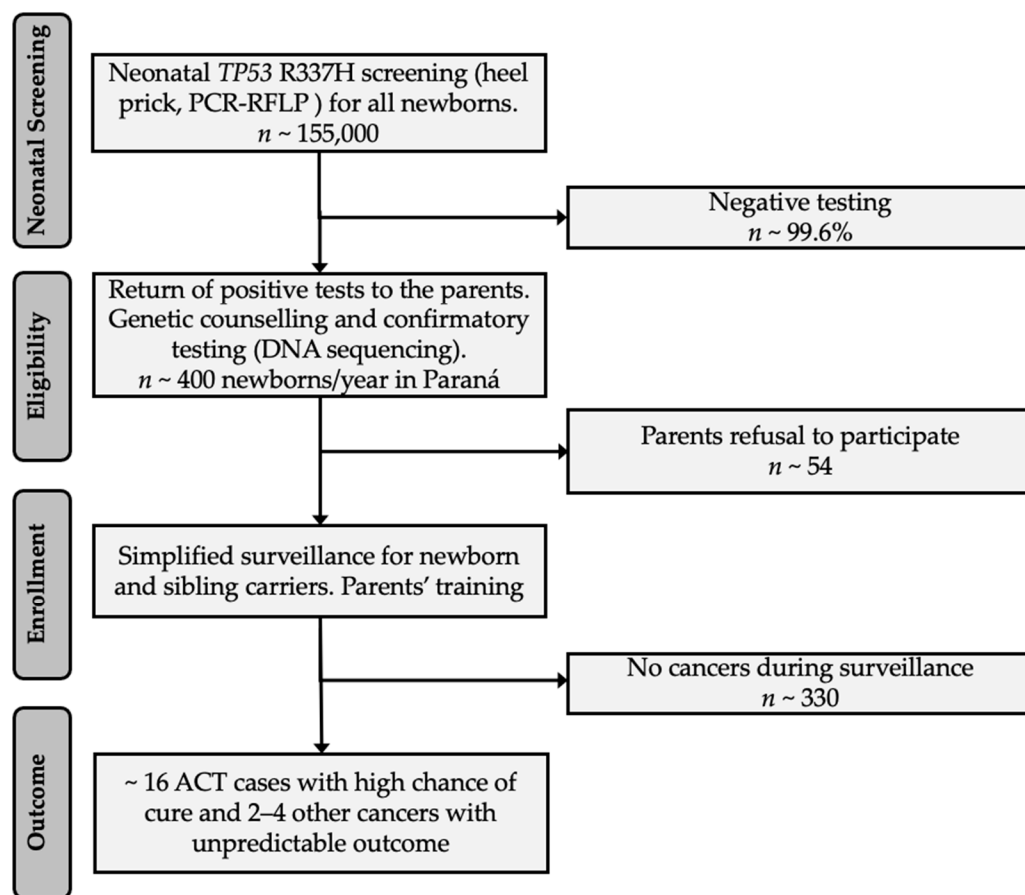 Neonatal Screening
Neonatal TP53 R337H screening (heel
prick, PCR-RFLP ) for all newborns.
n ~ 155,000
Negative testing
n ~ 99.6%
Eligibility
Return of positive tests to the parents.
Genetic counselling and confirmatory
testing (DNA sequencing).
n ~ 400 newborns/year in Paraná
Parents refusal to participate
n ~ 54
Enrollment
Simplified surveillance for newborn
and sibling carriers. Parents’ training
No cancers during surveillance
n ~ 330
Outcome
~ 16 ACT cases with high chance of
cure and 2–4 other cancers with
unpredictable outcome